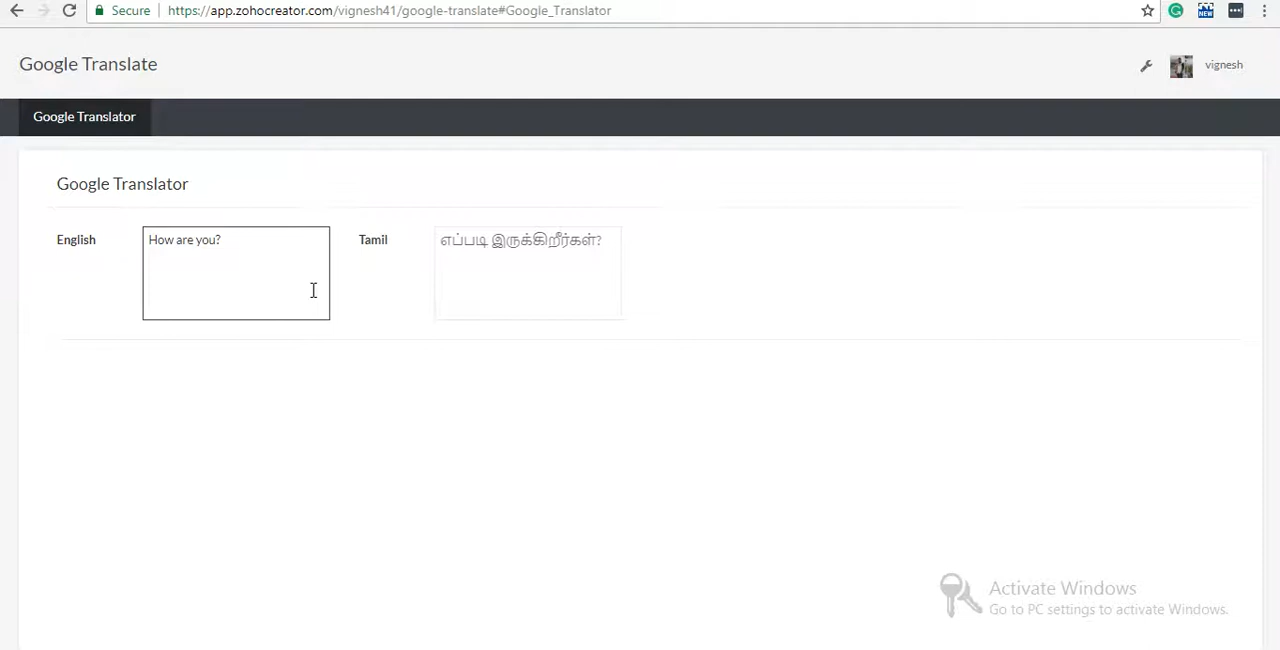 Secure https://app.zohocreator.com/vignesh41/google-translate#Google_Translator NEW
Google Translate vignesh
Google Translator
Google Translator
English How are you? Tamil எப்படி இருக்கிறீர்கள்?
Activate Windows
Go to PC settings to activate Windows.